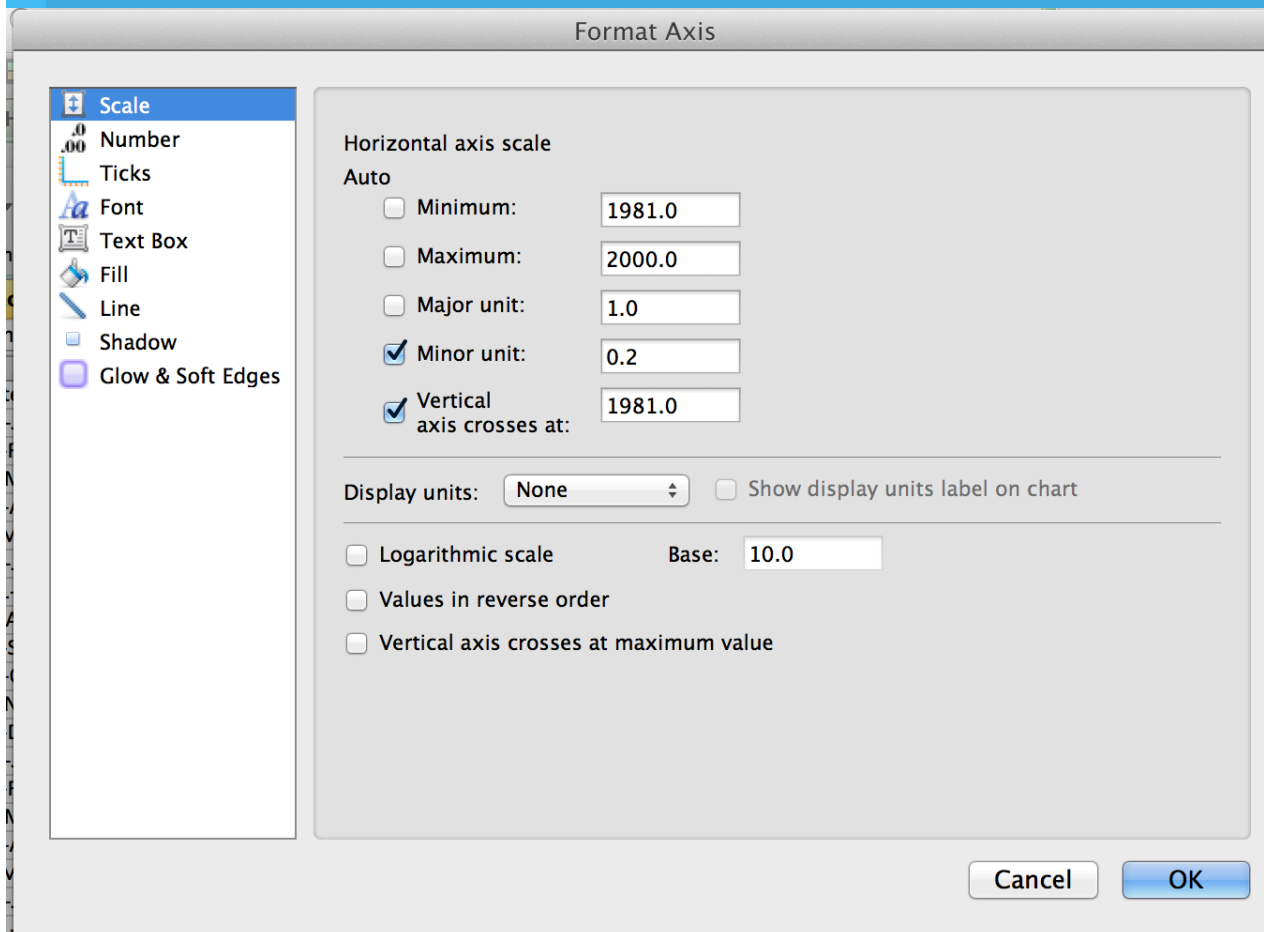 Format Axis
Scale
.0
.00 Number
Ticks
Font
Text Box
Fill
Line
Shadow
Glow & Soft Edges
Horizontal axis scale
Auto
Minimum: 1981.0
Maximum: 2000.0
Major unit: 1.0
Minor unit: 0.2
Vertical
axis crosses at: 1981.0
Display units: None Show display units label on chart
Logarithmic scale Base: 10.0
Values in reverse order
Vertical axis crosses at maximum value
Cancel OK